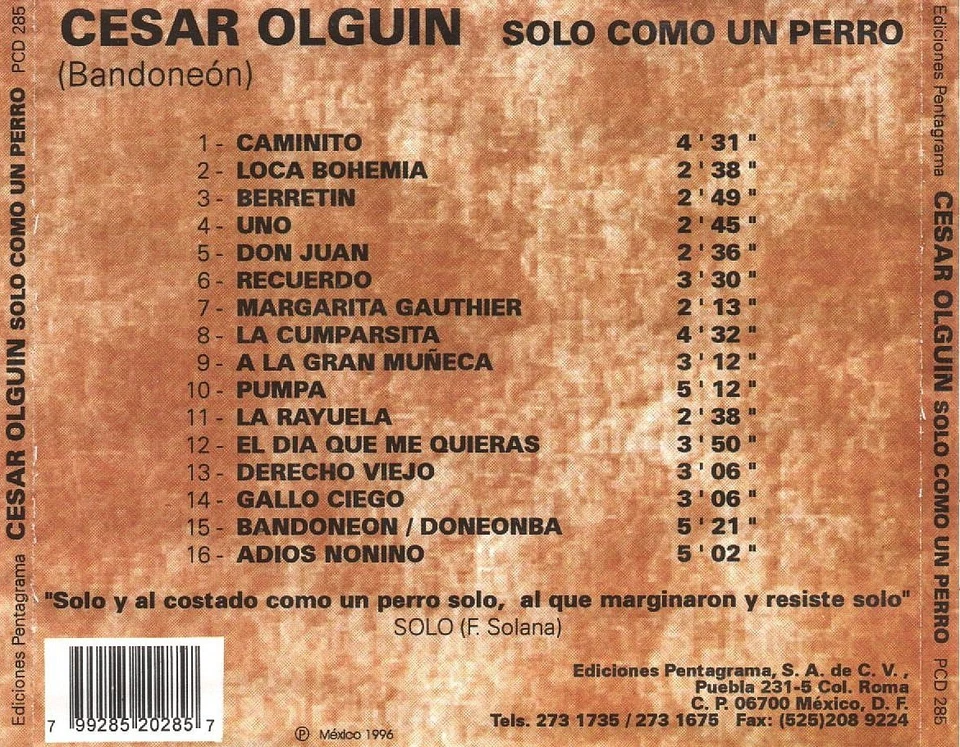 CESAR OLGUIN SOLO COMO UN PERRO
(Bandoneón)
1 - CAMINITO 4 ' 31 "
2 - LOCA BOHEMIA 2 ' 38 "
3 - BERRETIN 2 ' 49 "
4 - UNO 2 ' 45 "
5 - DON JUAN 2 ' 36 "
6 - RECUERDO 3 ' 30 "
7 - MARGARITA GAUTHIER 2 ' 13 "
8 - LA CUMPARSITA 4 ' 32 "
9 - A LA GRAN MUÑECA 3 ' 12 "
10 - PUMPA 5 ' 12 "
11 - LA RAYUELA 2 ' 38 "
12 - EL DIA QUE ME QUIERAS 3 ' 50 "
13 - DERECHO VIEJO 3 ' 06 "
14 - GALLO CIEGO 3 ' 06 "
15 - BANDONEON / DONEONBA 5 ' 21 "
16 - ADIOS NONINO 5 ' 02 "
"Solo y al costado como un perro solo, al que marginaron y resiste solo"
SOLO (F. Solana)
Ediciones Pentagrama, S. A. de C. V. ,
Puebla 231-5 Col. Roma
C. P. 06700 México, D. F.
Tels. 273 1735 / 273 1675 Fax: (525)208 9224
7 99285 20285 7
℗ México 1996
Ediciones Pentagrama CESAR OLGUIN SOLO COMO UN PERRO PCD 285
Ediciones Pentagrama CESAR OLGUIN SOLO COMO UN PERRO PCD 285